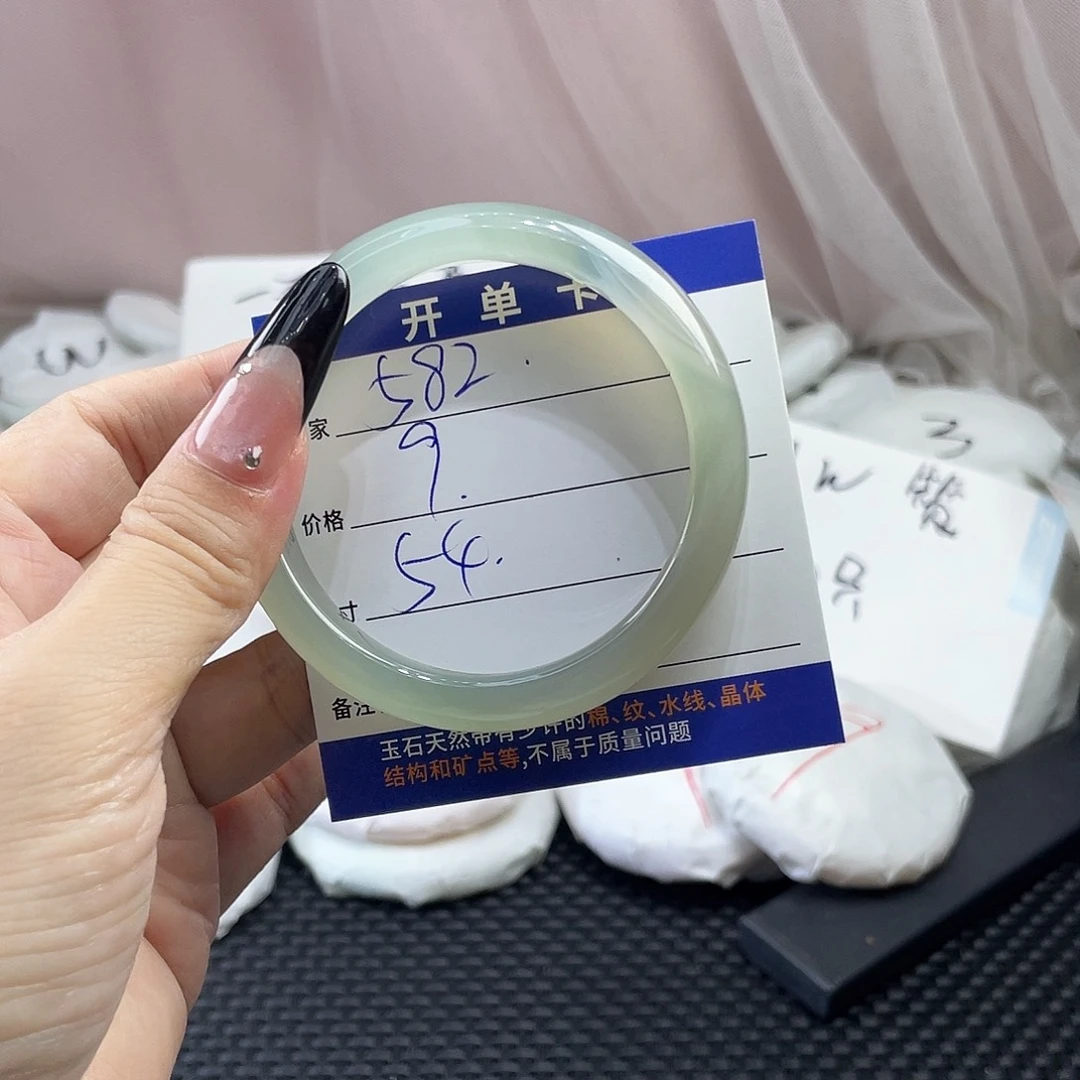 开单卡
家 582.
价格 9.
寸 54.
备注
玉石天然带有少许的棉、纹、水线、晶体
结构和矿点等,不属于质量问题
3